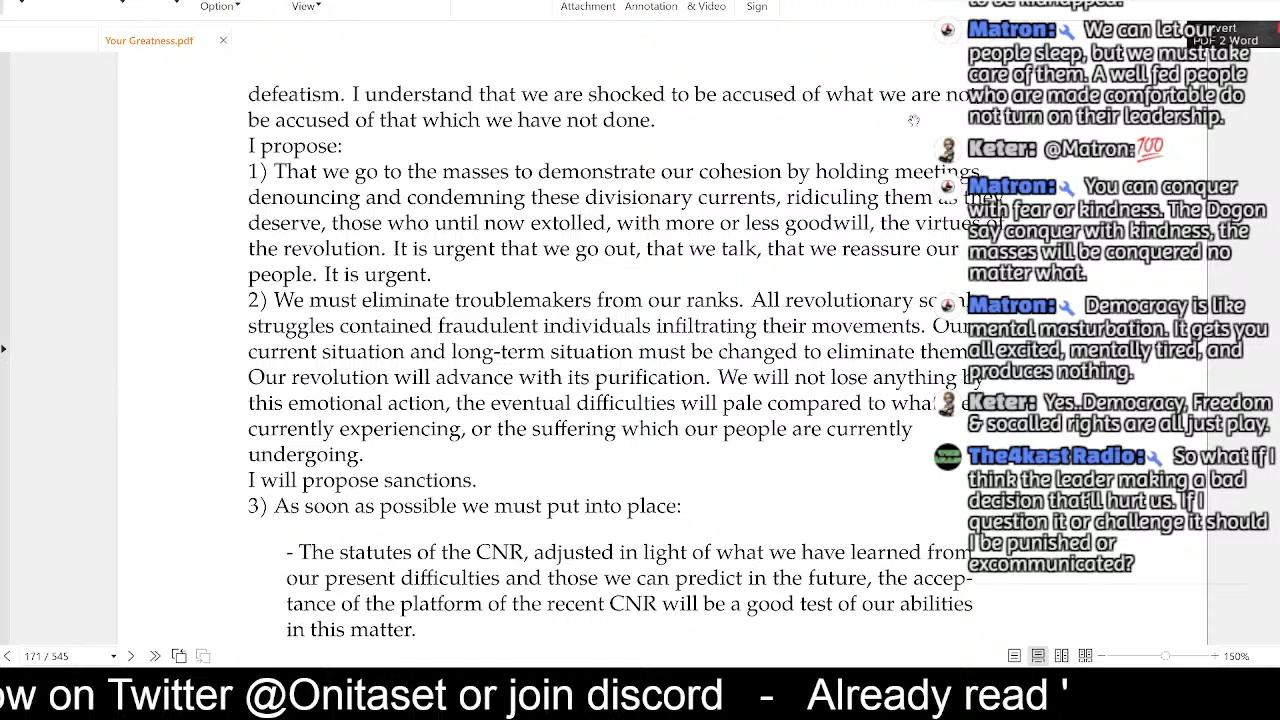 Option
View
Attachment Annotation & Video Sign
Your Greatness.pdf
PDF 2 Word
defeatism. I understand that we are shocked to be accused of what we are
be accused of that which we have not done.
I propose:
1) That we go to the masses to demonstrate our cohesion by holding meetings
denouncing and condemning these divisionary currents, ridiculing them as they
deserve, those who until now extolled, with more or less goodwill, the virtues of
the revolution. It is urgent that we go out, that we talk, that we reassure our
people. It is urgent.
2) We must eliminate troublemakers from our ranks. All revolutionary
struggles contained fraudulent individuals infiltrating their movements. Our
current situation and long-term situation must be changed to eliminate them
Our revolution will advance with its purification. We will not lose anything by
this emotional action, the eventual difficulties will pale compared to
currently experiencing, or the suffering which our people are currently
undergoing.
I will propose sanctions.
3) As soon as possible we must put into place:
- The statutes of the CNR, adjusted in light of what we have learned from
our present difficulties and those we can predict in the future, the accep-
tance of the platform of the recent CNR will be a good test of our abilities
in this matter.
to be kidnapped.
Matron: We can let our
people sleep, but we must take
care of them. A well fed people
who are made comfortable do
not turn on their leadership.
Keter: @Matron:💯
Matron: You can conquer
with fear or kindness. The Dogon
say conquer with kindness, the
masses will be conquered no
matter what.
Matron: Democracy is like
mental masturbation. It gets you
all excited, mentally tired, and
produces nothing.
Keter: Yes..Democracy, Freedom
& socalled rights are all just play.
The4kast Radio: So what if I
think the leader making a bad
decision that'll hurt us. If I
question it or challenge it should
I be punished or
excommunicated?
171 / 545
150%
ow on Twitter @Onitaset or join discord - Already read '